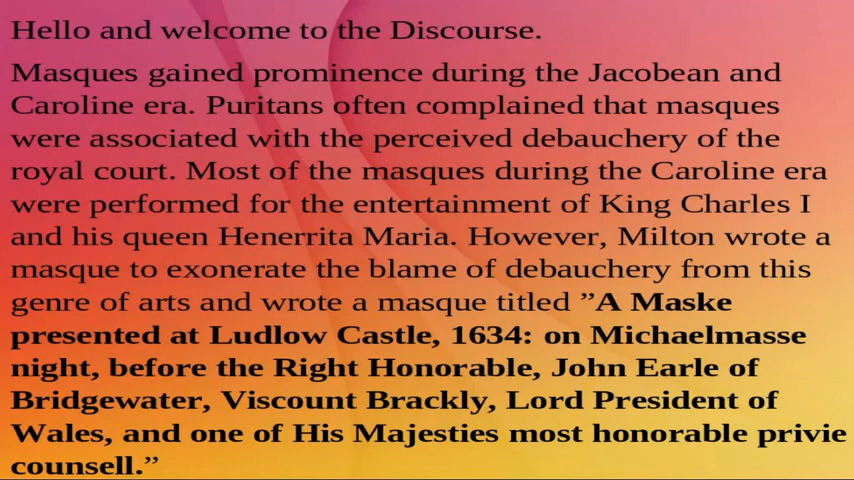 Hello and welcome to the Discourse.
Masques gained prominence during the Jacobean and
Caroline era. Puritans often complained that masques
were associated with the perceived debauchery of the
royal court. Most of the masques during the Caroline era
were performed for the entertainment of King Charles I
and his queen Henerrita Maria. However, Milton wrote a
masque to exonerate the blame of debauchery from this
genre of arts and wrote a masque titled ”A Maske
presented at Ludlow Castle, 1634: on Michaelmasse
night, before the Right Honorable, John Earle of
Bridgewater, Viscount Brackly, Lord President of
Wales, and one of His Majesties most honorable privie
counsell.”